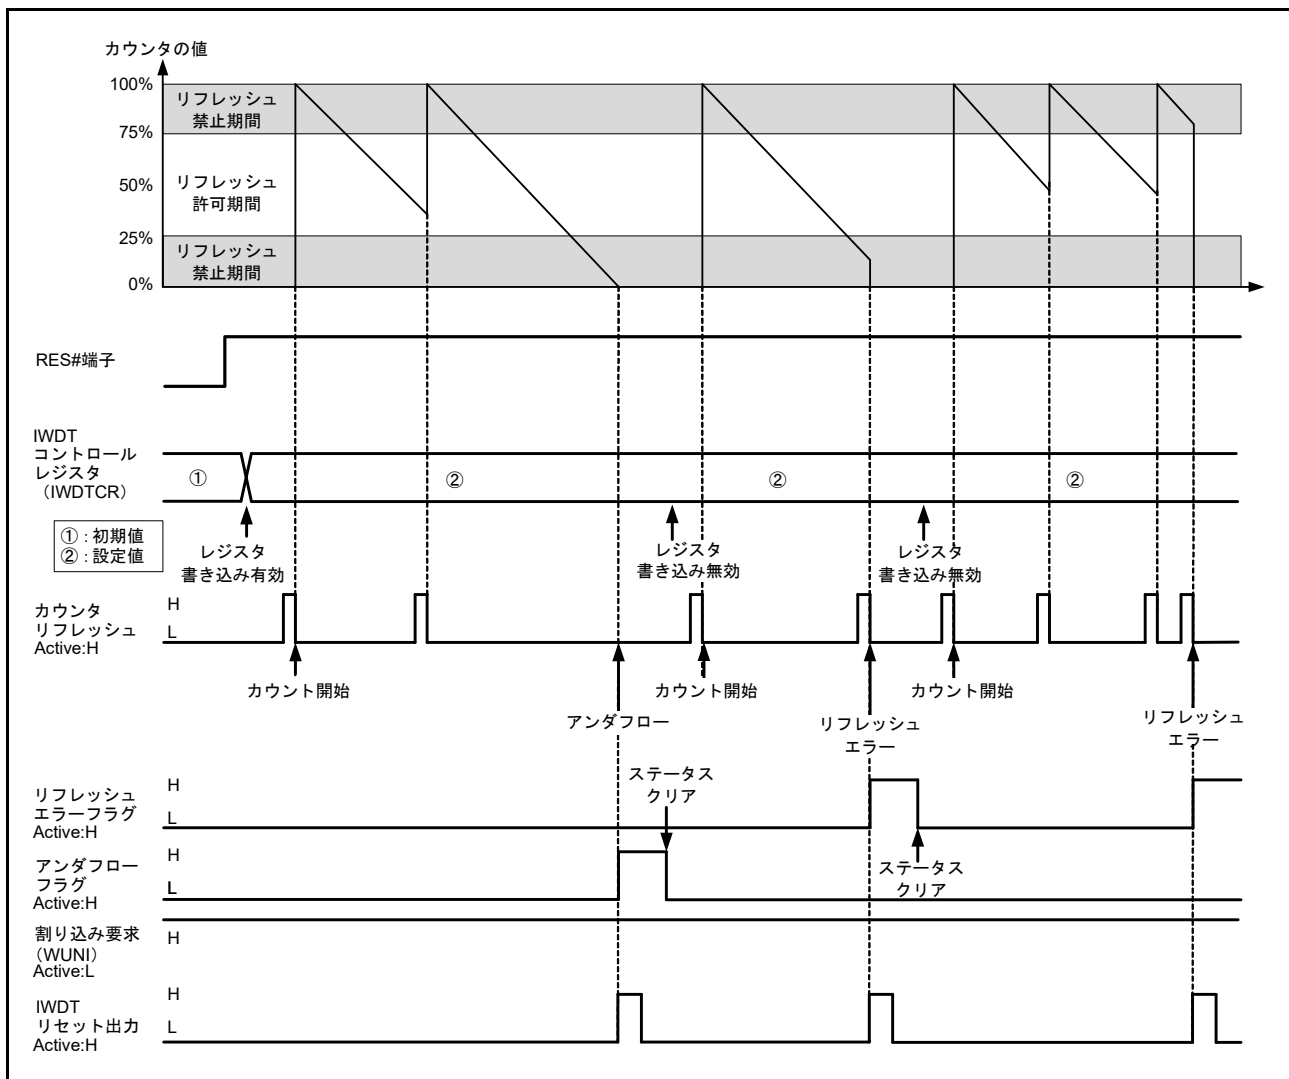 カウンタの値
100%
リフレッシュ
禁止期間
75%
50%
リフレッシュ
許可期間
25%
リフレッシュ
禁止期間
0%
RES#端子
IWDT
コントロール
レジスタ
（IWDTCR）
①
②
②
②
①：初期値
②：設定値
レジスタ
書き込み有効
レジスタ
書き込み無効
レジスタ
書き込み無効
カウンタ
リフレッシュ
Active:H
H
L
カウント開始
カウント開始
カウント開始
アンダフロー
リフレッシュ
エラー
リフレッシュ
エラー
リフレッシュ
エラーフラグ
Active:H
H
L
ステータス
クリア
ステータス
クリア
アンダフロー
フラグ
Active:H
H
L
割り込み要求
（WUNI）
Active:L
H
IWDT
リセット出力
Active:H
H
L